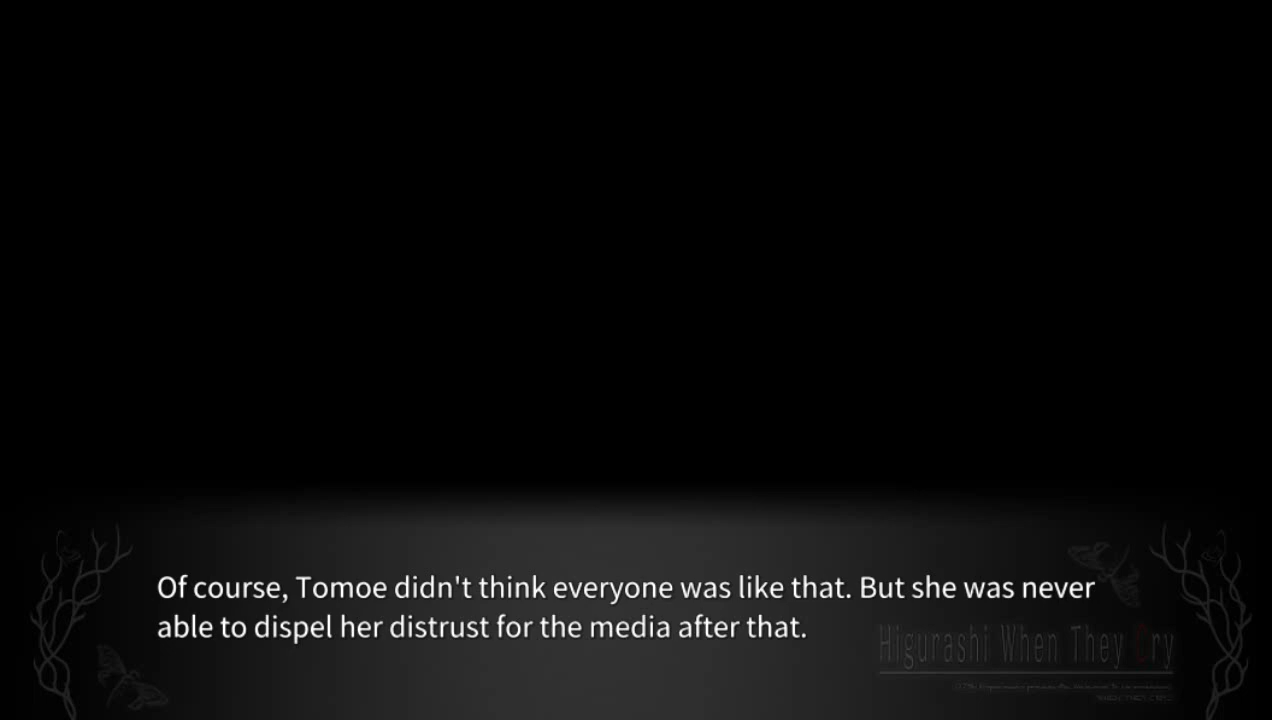 Of course, Tomoe didn't think everyone was like that. But she was never
able to dispel her distrust for the media after that.
Higurashi When They Cry